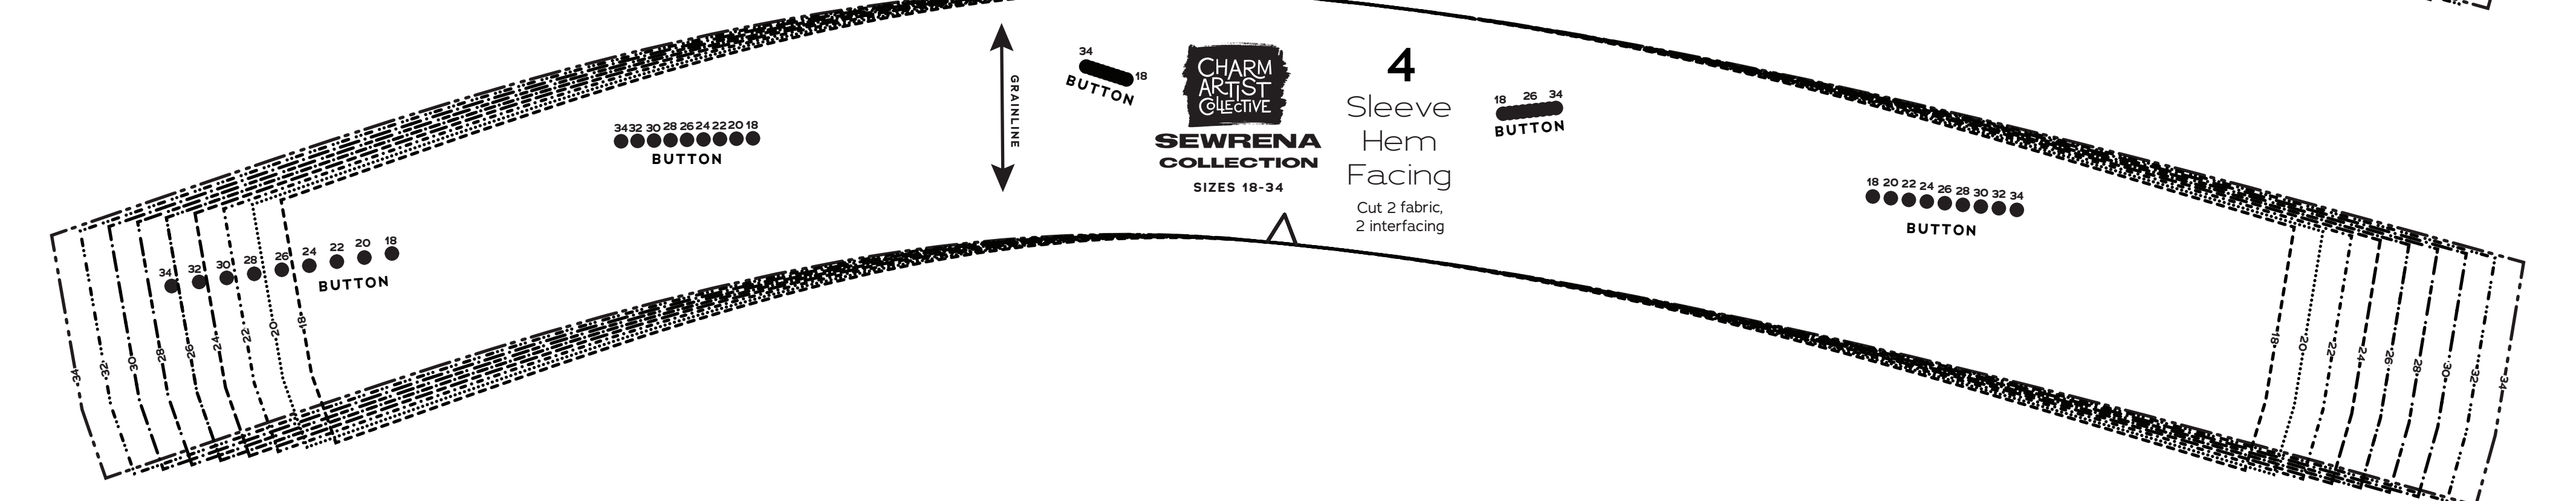 34
18
BUTTON
GRAINLINE
CHARM
ARTIST
COLLECTIVE
SEWRENA
COLLECTION
SIZES 18-34
4
Sleeve
Hem
Facing
Cut 2 fabric,
2 interfacing
18 26 34
BUTTON
34 32 30 28 26 24 22 20 18
BUTTON
18 20 22 24 26 28 30 32 34
BUTTON
34 32 30 28 26 24 22 20 18
BUTTON
34 32 30 28 26 24 22 20 18
18 20 22 24 26 28 30 32 34